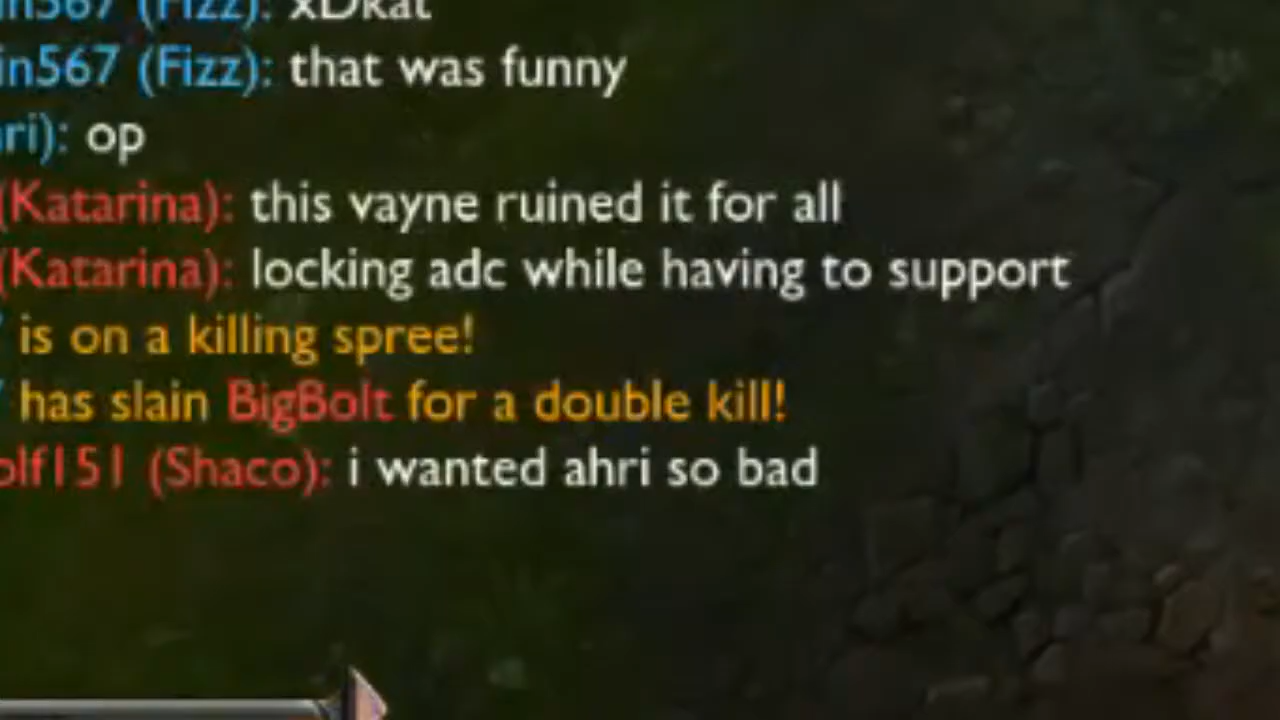 in567 (Fizz): xDkat
in567 (Fizz): that was funny
ri): op
(Katarina): this vayne ruined it for all
(Katarina): locking adc while having to support
is on a killing spree!
has slain BigBolt for a double kill!
olf151 (Shaco): i wanted ahri so bad